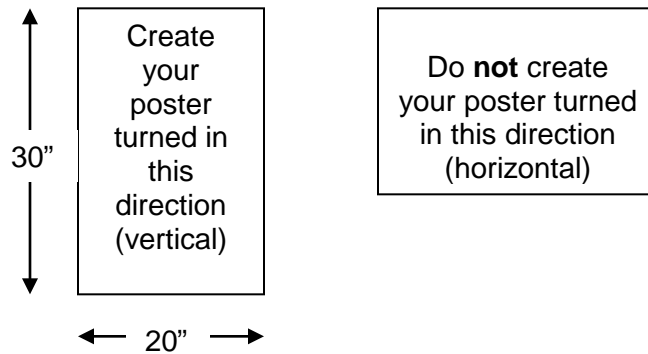 Create
your
poster
turned in
this
direction
(vertical)
30”
20”
Do not create
your poster turned
in this direction
(horizontal)